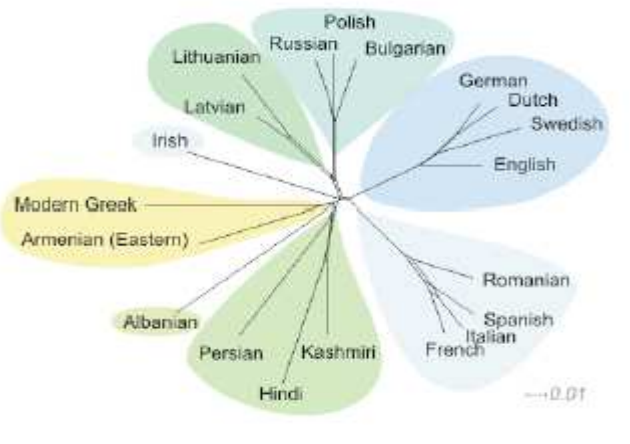 Polish
Russian
Bulgarian
Lithuanian
German
Dutch
Latvian
Swedish
Irish
English
Modern Greek
Armenian (Eastern)
Romanian
Albanian
Spanish
Italian
Persian
Kashmiri
French
Hindi
0.01